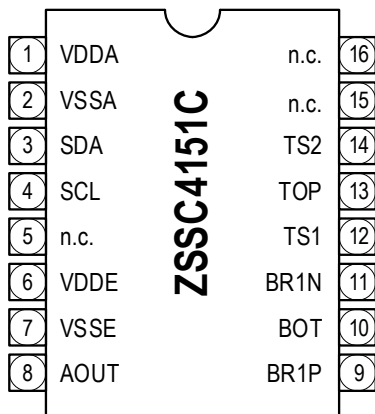 1 VDDA n.c. 16
2 VSSA n.c. 15
3 SDA TS2 14
4 SCL TOP 13
5 n.c. TS1 12
6 VDDE BR1N 11
7 VSSE BOT 10
8 AOUT BR1P 9
ZSSC4151C